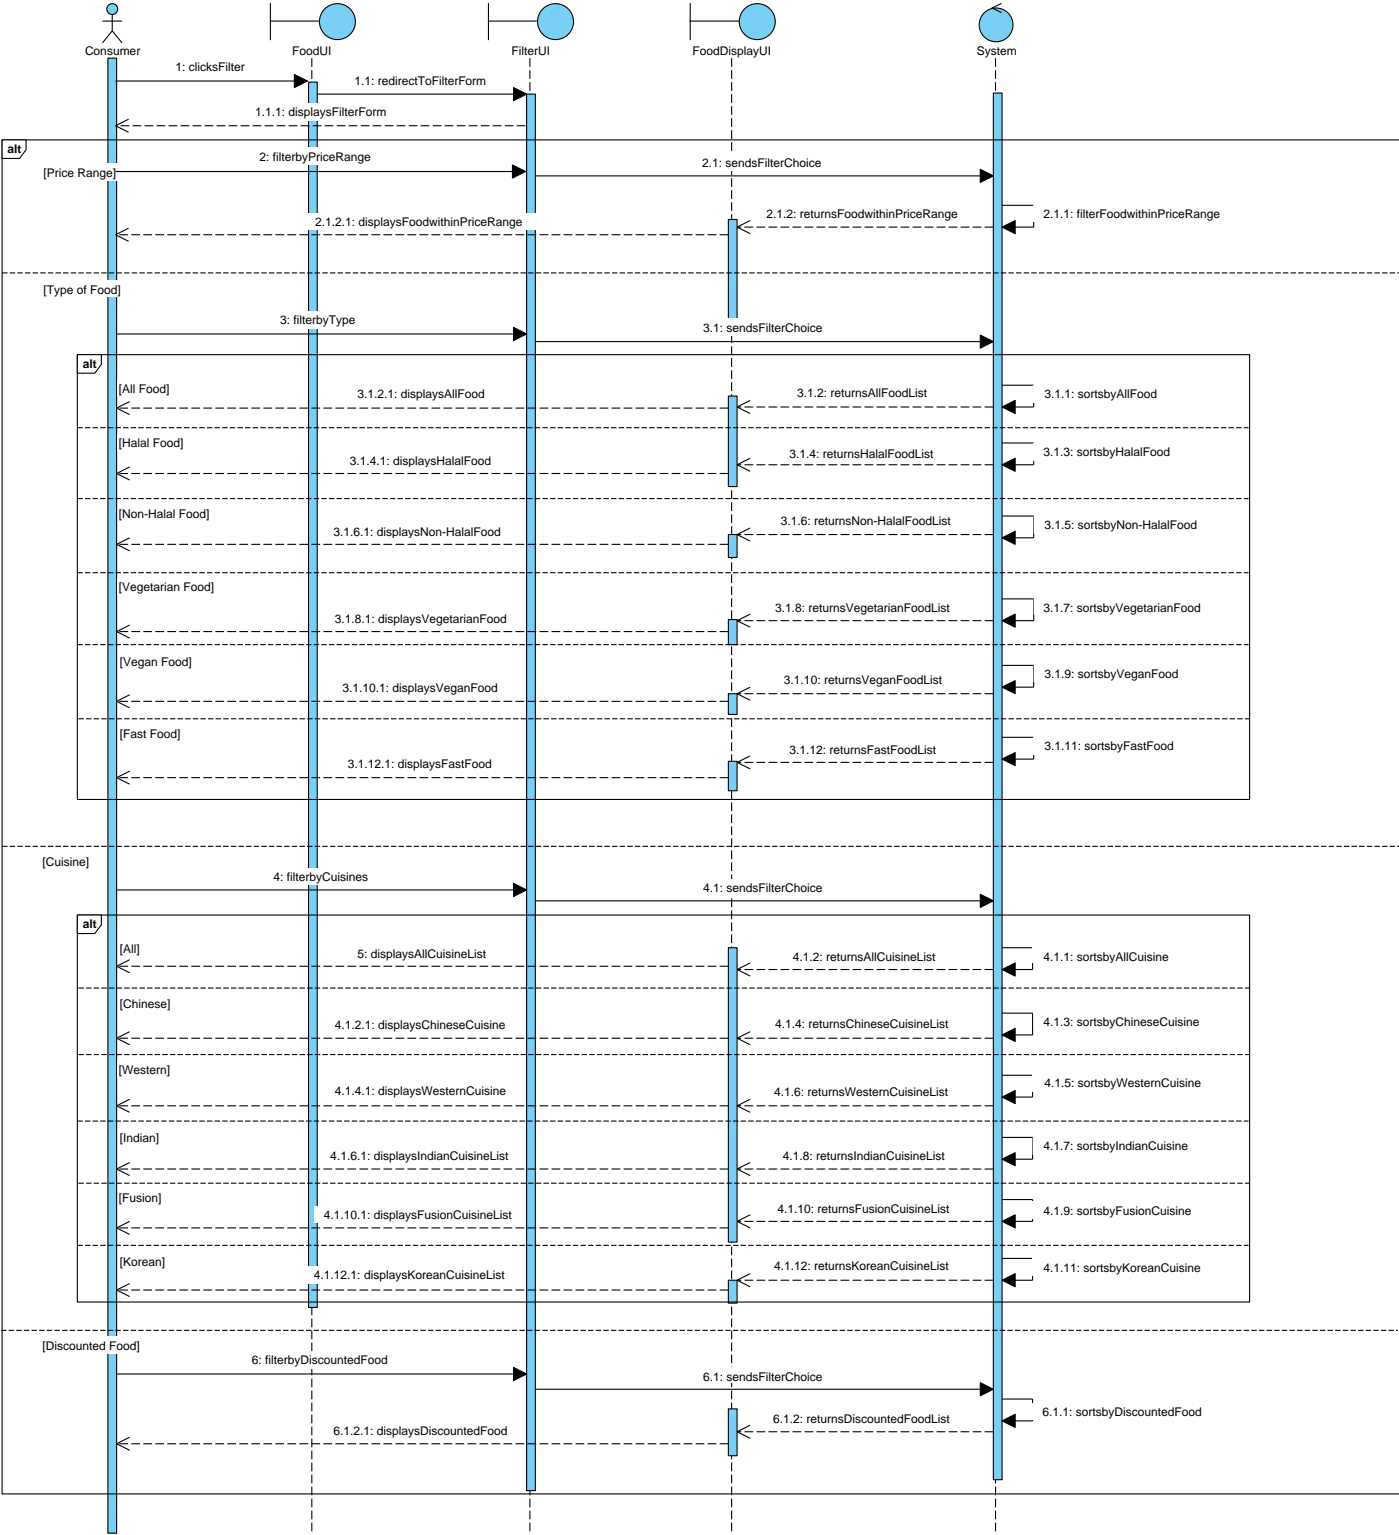 Consumer
FoodUI
FilterUI
FoodDisplayUI
System
1: clicksFilter
1.1: redirectToFilterForm
1.1.1: displaysFilterForm
alt
[Price Range]
2: filterbyPriceRange
2.1: sendsFilterChoice
2.1.1: filterFoodwithinPriceRange
2.1.2: returnsFoodwithinPriceRange
2.1.2.1: displaysFoodwithinPriceRange
[Type of Food]
3: filterbyType
3.1: sendsFilterChoice
alt
[All Food]
3.1.2.1: displaysAllFood
3.1.2: returnsAllFoodList
3.1.1: sortsbyAllFood
[Halal Food]
3.1.4.1: displaysHalalFood
3.1.4: returnsHalalFoodList
3.1.3: sortsbyHalalFood
[Non-Halal Food]
3.1.6.1: displaysNon-HalalFood
3.1.6: returnsNon-HalalFoodList
3.1.5: sortsbyNon-HalalFood
[Vegetarian Food]
3.1.8.1: displaysVegetarianFood
3.1.8: returnsVegetarianFoodList
3.1.7: sortsbyVegetarianFood
[Vegan Food]
3.1.10.1: displaysVeganFood
3.1.10: returnsVeganFoodList
3.1.9: sortsbyVeganFood
[Fast Food]
3.1.12.1: displaysFastFood
3.1.12: returnsFastFoodList
3.1.11: sortsbyFastFood
[Cuisine]
4: filterbyCuisines
4.1: sendsFilterChoice
alt
[All]
5: displaysAllCuisineList
4.1.2: returnsAllCuisineList
4.1.1: sortsbyAllCuisine
[Chinese]
4.1.2.1: displaysChineseCuisine
4.1.4: returnsChineseCuisineList
4.1.3: sortsbyChineseCuisine
[Western]
4.1.4.1: displaysWesternCuisine
4.1.6: returnsWesternCuisineList
4.1.5: sortsbyWesternCuisine
[Indian]
4.1.6.1: displaysIndianCuisineList
4.1.8: returnsIndianCuisineList
4.1.7: sortsbyIndianCuisine
[Fusion]
4.1.10.1: displaysFusionCuisineList
4.1.10: returnsFusionCuisineList
4.1.9: sortsbyFusionCuisine
[Korean]
4.1.12.1: displaysKoreanCuisineList
4.1.12: returnsKoreanCuisineList
4.1.11: sortsbyKoreanCuisine
[Discounted Food]
6: filterbyDiscountedFood
6.1: sendsFilterChoice
6.1.1: sortsbyDiscountedFood
6.1.2: returnsDiscountedFoodList
6.1.2.1: displaysDiscountedFood